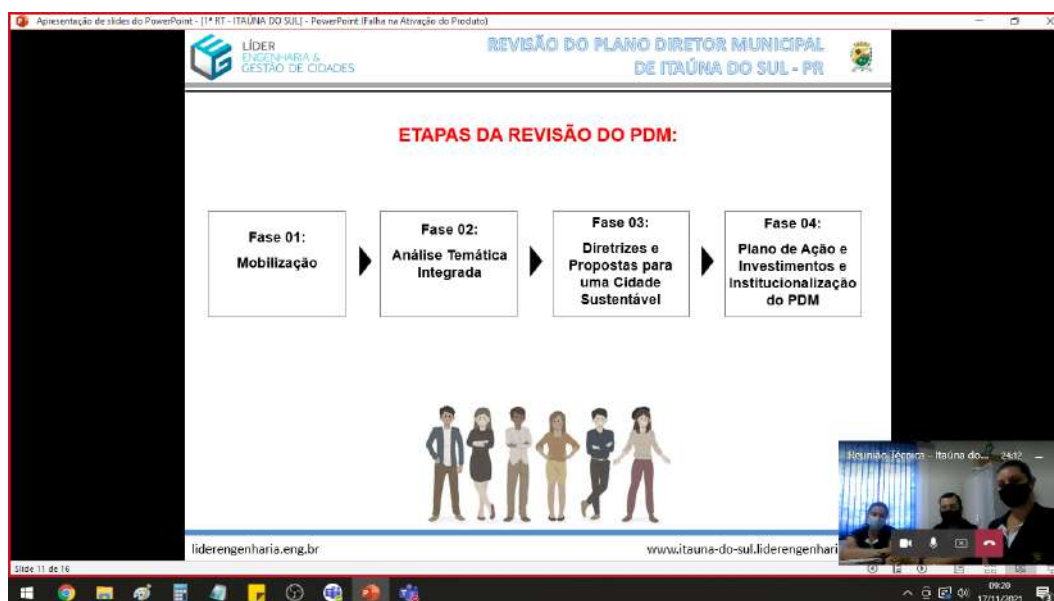 Apresentação de slides do PowerPoint - [1ª RT - ITAÚNA DO SUL] - PowerPoint (Falha na Ativação do Produto)
LÍDER
ENGENHARIA &
GESTÃO DE CIDADES
REVISÃO DO PLANO DIRETOR MUNICIPAL
DE ITAÚNA DO SUL - PR
ETAPAS DA REVISÃO DO PDM:
Fase 01:
Mobilização
Fase 02:
Análise Temática
Integrada
Fase 03:
Diretrizes e
Propostas para
uma Cidade
Sustentável
Fase 04:
Plano de Ação e
Investimentos e
Institucionalização
do PDM
Reunião Técnica - Itaúna do... 24:12
liderengenharia.eng.br
www.itauna-do-sul.liderengenhari
Slide 11 de 16
09:20
17/11/2021